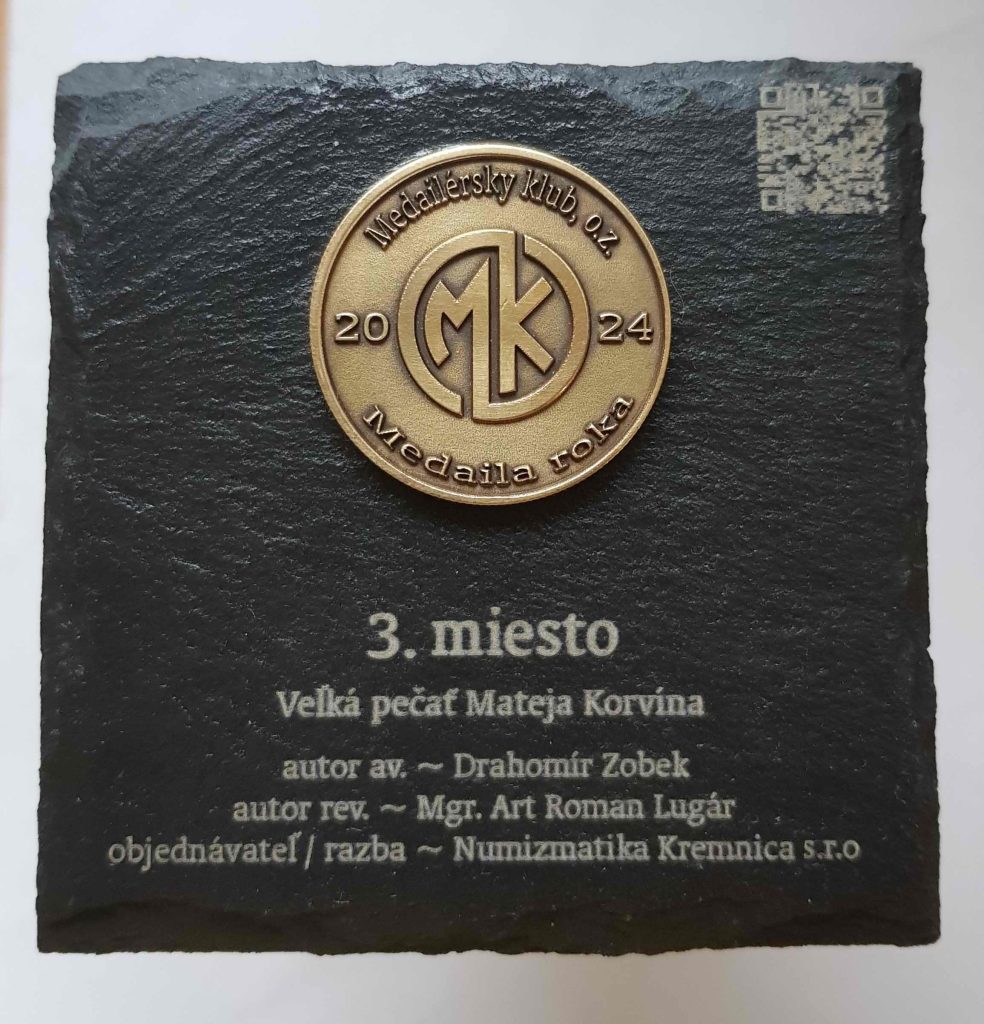 Medailérsky klub, o.z.
20 MK 24
Medaila roka
3. miesto
Veľká pečať Mateja Korvína
autor av. ~ Drahomír Zobek
autor rev. ~ Mgr. Art Roman Lugár
objednávateľ / razba ~ Numizmatika Kremnica s.r.o